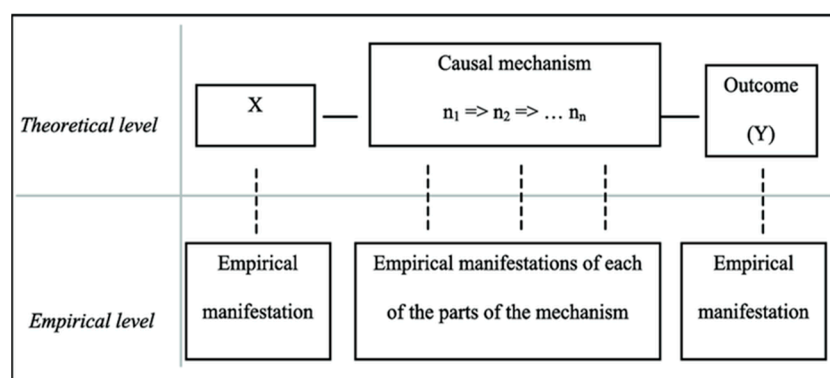 Theoretical level
X
Causal mechanism
n₁ => n₂ => … nₙ
Outcome
(Y)
Empirical level
Empirical
manifestation
Empirical manifestations of each
of the parts of the mechanism
Empirical
manifestation